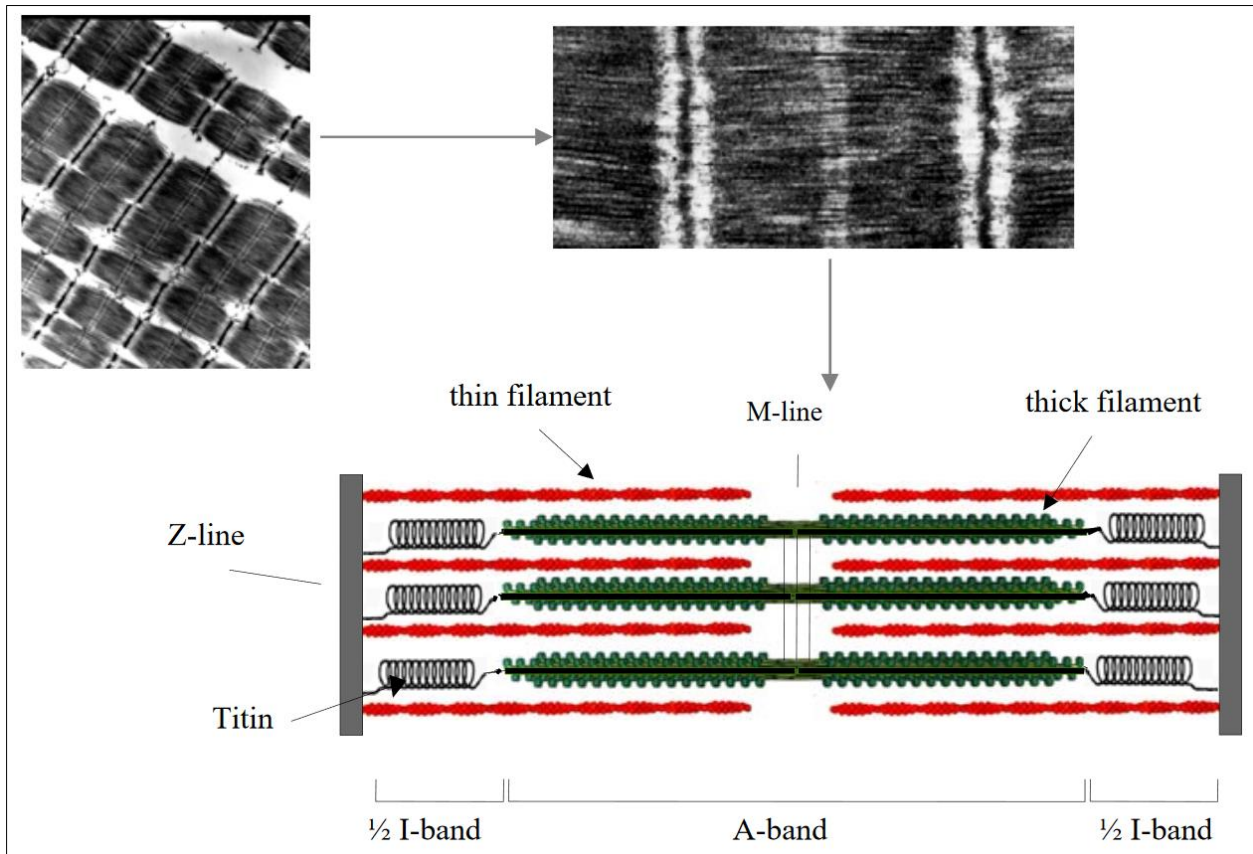 thin filament
M-line
thick filament
Z-line
Titin
½ I-band
A-band
½ I-band